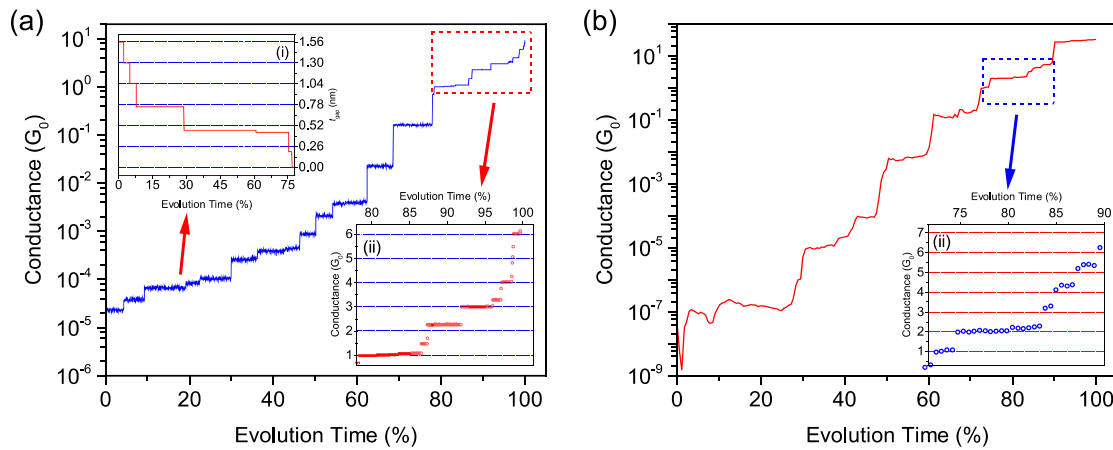 (a)
Conductance (G0)
10^1
10^0
10^-1
10^-2
10^-3
10^-4
10^-5
10^-6
0 20 40 60 80 100
Evolution Time (%)
(i)
1.56
1.30
1.04
0.78
0.52
0.26
0.00
tgap (nm)
0 15 30 45 60 75
Evolution Time (%)
Evolution Time (%)
80 85 90 95 100
(ii)
Conductance (G0)
6
5
4
3
2
1
(b)
Conductance (G0)
10^1
10^-1
10^-3
10^-5
10^-7
10^-9
0 20 40 60 80 100
Evolution Time (%)
Evolution Time (%)
75 80 85 90
(ii)
Conductance (G0)
7
6
5
4
3
2
1